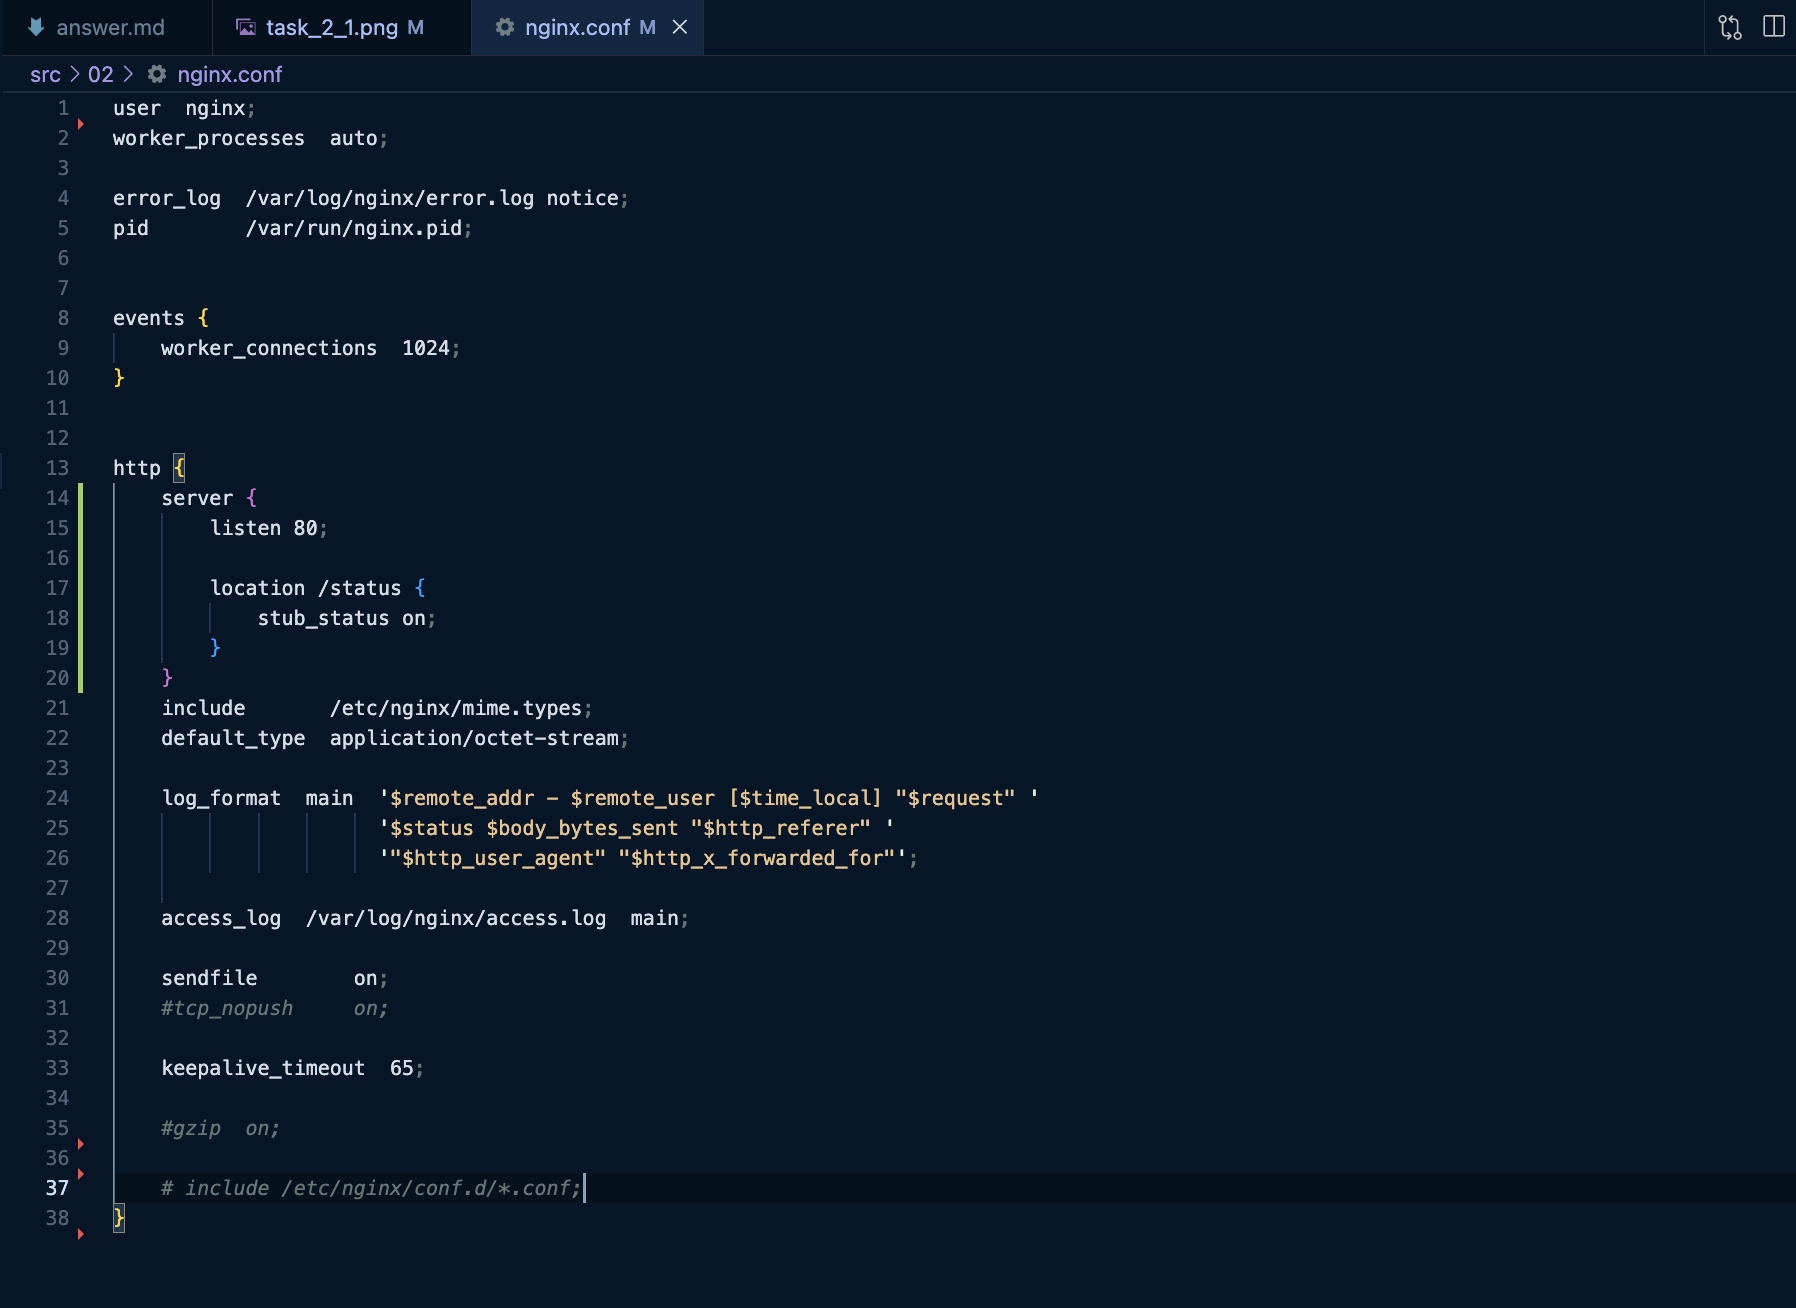 answer.md task_2_1.png M nginx.conf M
src > 02 > nginx.conf
1 user  nginx;
2 worker_processes  auto;
3
4 error_log  /var/log/nginx/error.log notice;
5 pid        /var/run/nginx.pid;
6
7
8 events {
9     worker_connections  1024;
10 }
11
12
13 http {
14     server {
15         listen 80;
16
17         location /status {
18             stub_status on;
19         }
20     }
21     include       /etc/nginx/mime.types;
22     default_type  application/octet-stream;
23
24     log_format  main  '$remote_addr - $remote_user [$time_local] "$request" '
25                       '$status $body_bytes_sent "$http_referer" '
26                       '"$http_user_agent" "$http_x_forwarded_for"';
27
28     access_log  /var/log/nginx/access.log  main;
29
30     sendfile        on;
31     #tcp_nopush     on;
32
33     keepalive_timeout  65;
34
35     #gzip  on;
36
37     # include /etc/nginx/conf.d/*.conf;
38 }